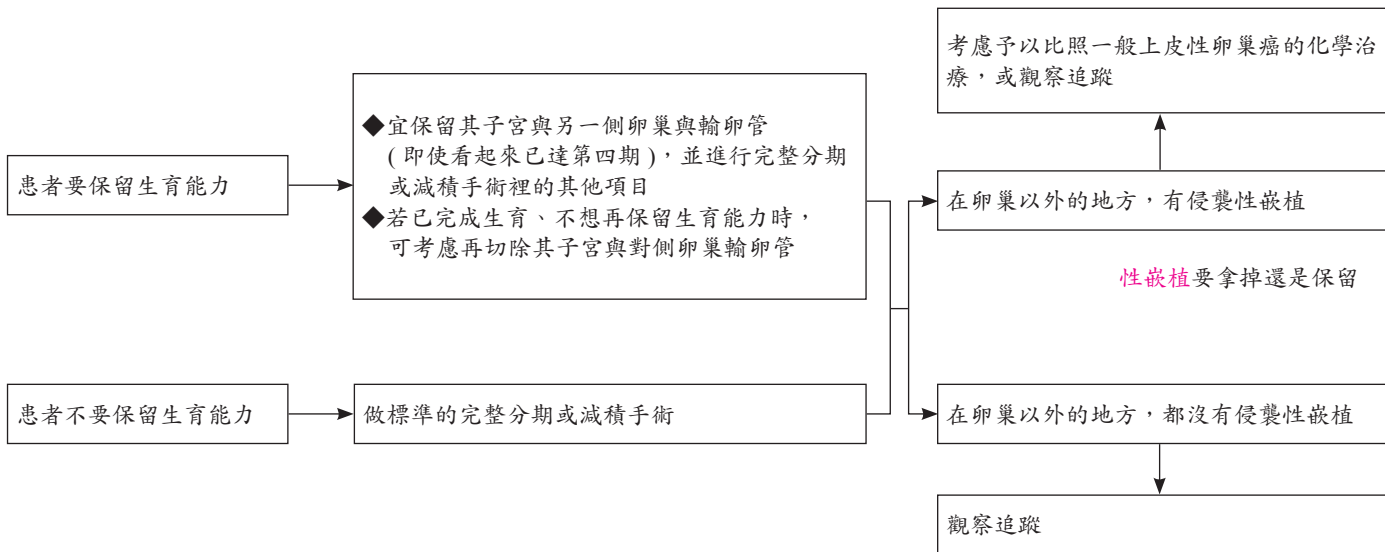 考慮予以比照一般上皮性卵巢癌的化學治
療，或觀察追蹤
◆宜保留其子宮與另一側卵巢與輸卵管
(即使看起來已達第四期)，並進行完整分期
或減積手術裡的其他項目
◆若已完成生育、不想再保留生育能力時，
可考慮再切除其子宮與對側卵巢輸卵管
患者要保留生育能力
在卵巢以外的地方，有侵襲性嵌植
性嵌植要拿掉還是保留
患者不要保留生育能力
做標準的完整分期或減積手術
在卵巢以外的地方，都沒有侵襲性嵌植
觀察追蹤